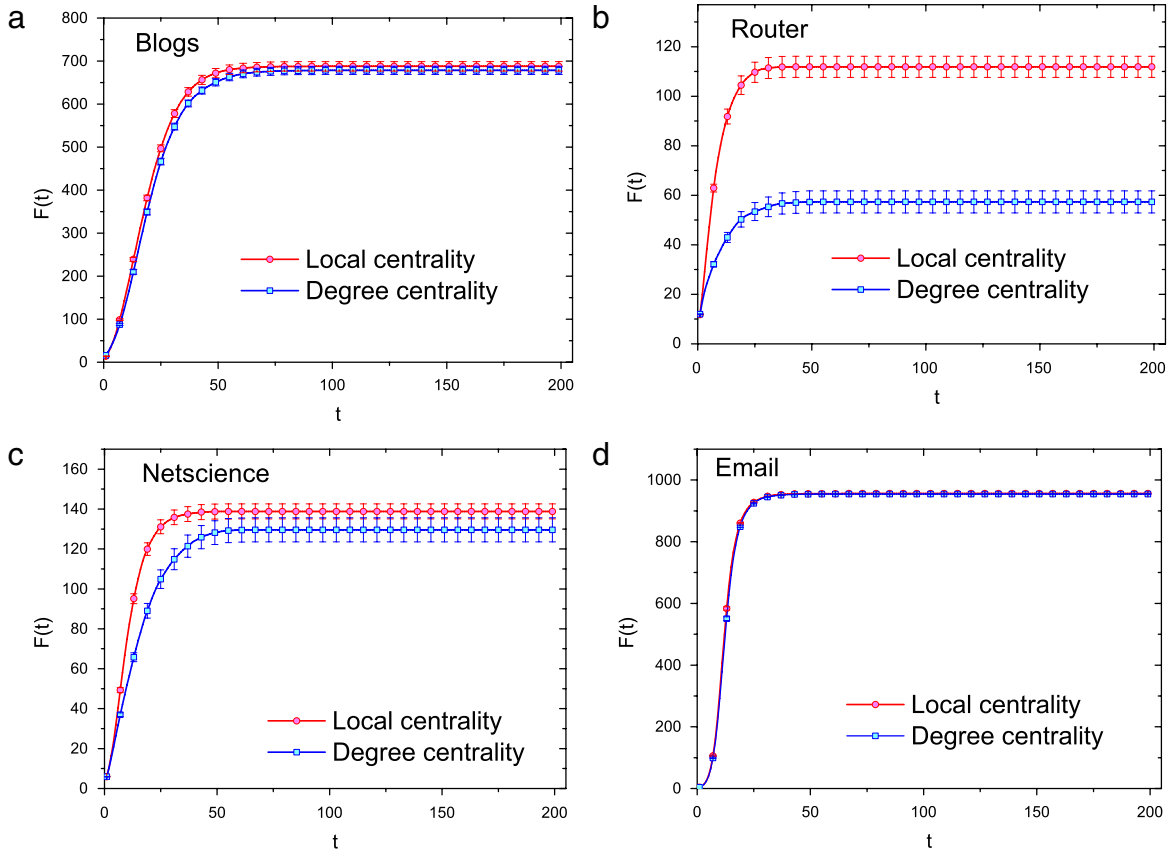 a
Blogs
800
700
600
500
400
300
200
100
0
F(t)
Local centrality
Degree centrality
0
50
100
150
200
t
b
Router
120
100
80
60
40
20
0
F(t)
Local centrality
Degree centrality
0
50
100
150
200
t
c
Netscience
160
140
120
100
80
60
40
20
0
F(t)
Local centrality
Degree centrality
0
50
100
150
200
t
d
Email
1000
800
600
400
200
0
F(t)
Local centrality
Degree centrality
0
50
100
150
200
t